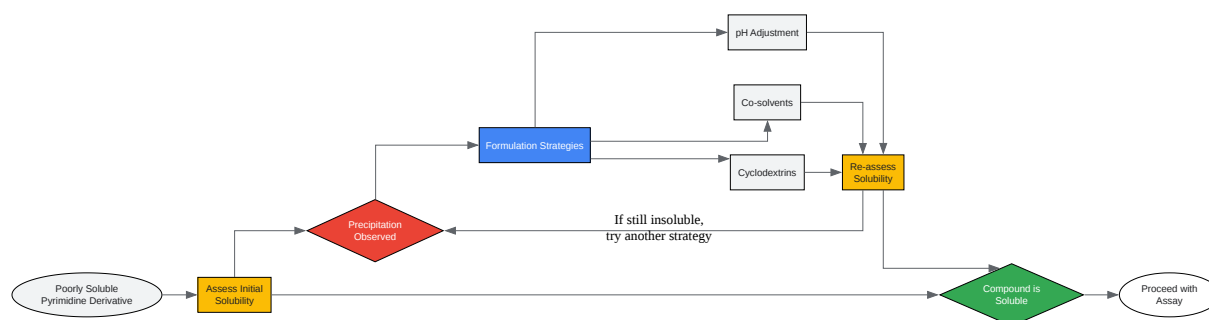 pH Adjustment
Co-solvents
Formulation Strategies
Cyclodextrins
Re-assess
Solubility
Precipitation
Observed
If still insoluble,
try another strategy
Poorly Soluble
Pyrimidine Derivative
Assess Initial
Solubility
Compound is
Soluble
Proceed with
Assay